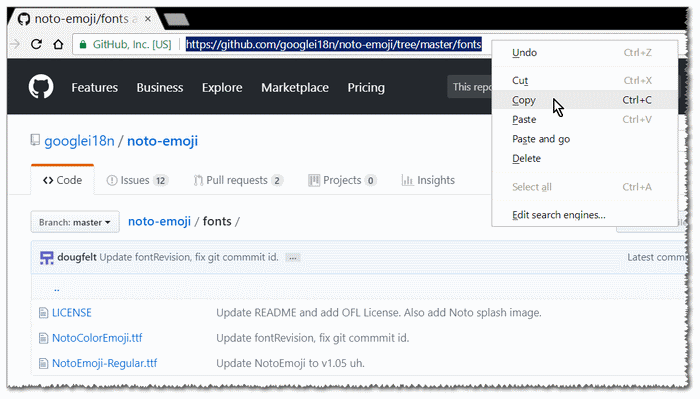 noto-emoji/fonts a
GitHub, Inc. [US] https://github.com/googlei18n/noto-emoji/tree/master/fonts
Features Business Explore Marketplace Pricing This repo
Undo Ctrl+Z
Cut Ctrl+X
Copy Ctrl+C
Paste Ctrl+V
Paste and go
Delete
Select all Ctrl+A
Edit search engines...
googlei18n / noto-emoji
Code Issues 12 Pull requests 2 Projects 0 Insights
Branch: master noto-emoji / fonts /
dougfelt Update fontRevision, fix git commmit id. ... Latest commi
..
LICENSE Update README and add OFL License. Also add Noto splash image.
NotoColorEmoji.ttf Update fontRevision, fix git commmit id.
NotoEmoji-Regular.ttf Update NotoEmoji to v1.05 uh.